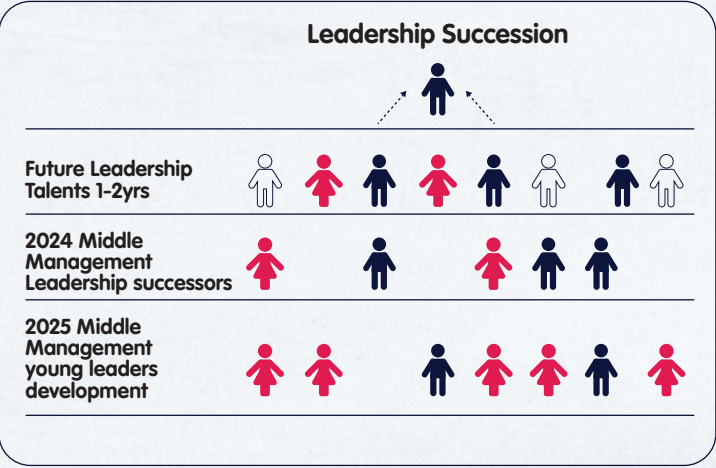 Leadership Succession
Future Leadership
Talents 1-2yrs
2024 Middle
Management
Leadership successors
2025 Middle
Management
young leaders
development